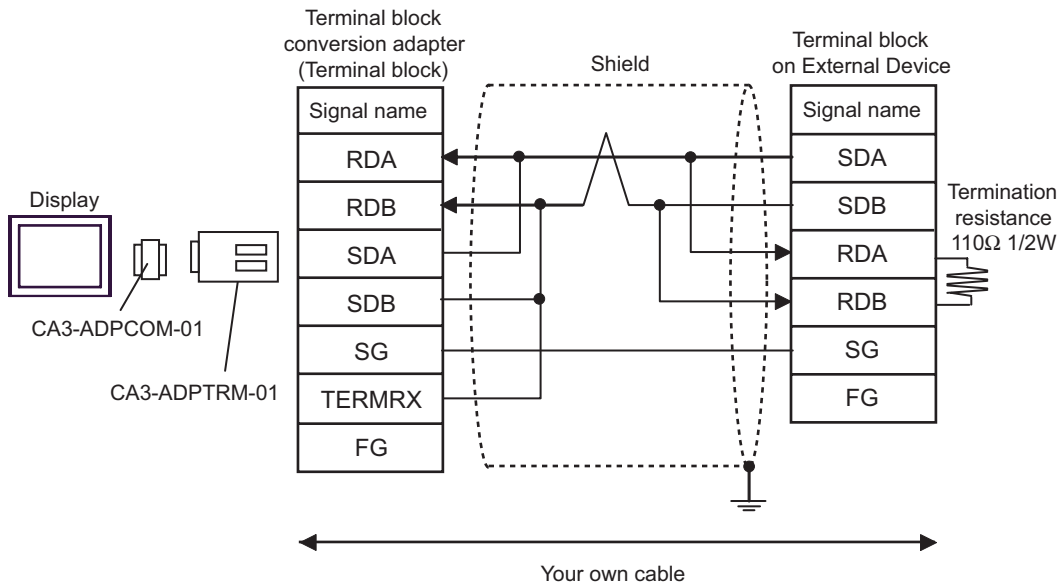 Terminal block
conversion adapter
(Terminal block)
Shield
Terminal block
on External Device
Signal name
RDA
RDB
SDA
SDB
SG
TERMRX
FG
Signal name
SDA
SDB
RDA
RDB
SG
FG
Termination
resistance
110Ω 1/2W
Display
CA3-ADPCOM-01
CA3-ADPTRM-01
Your own cable